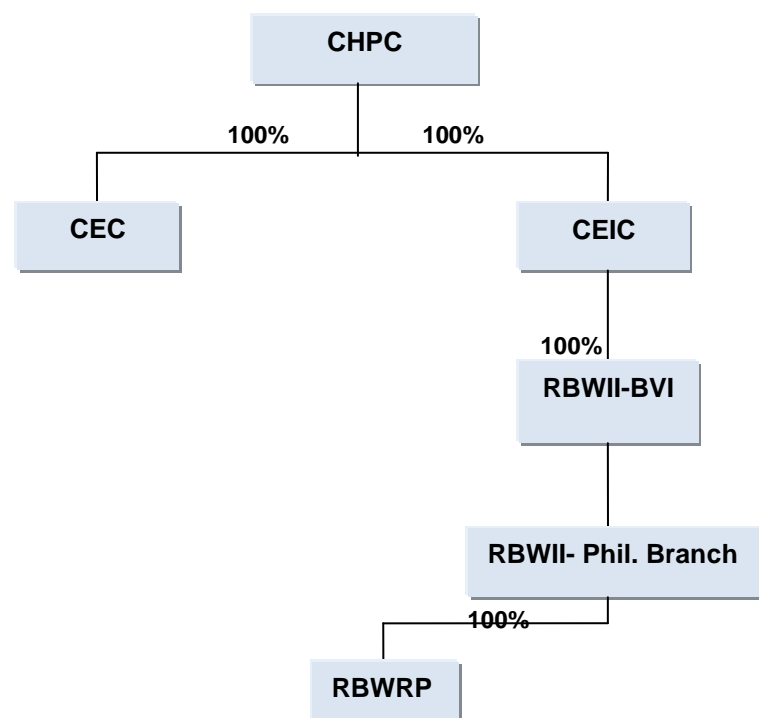 CHPC
100%
100%
CEC
CEIC
100%
RBWII-BVI
RBWII- Phil. Branch
100%
RBWRP